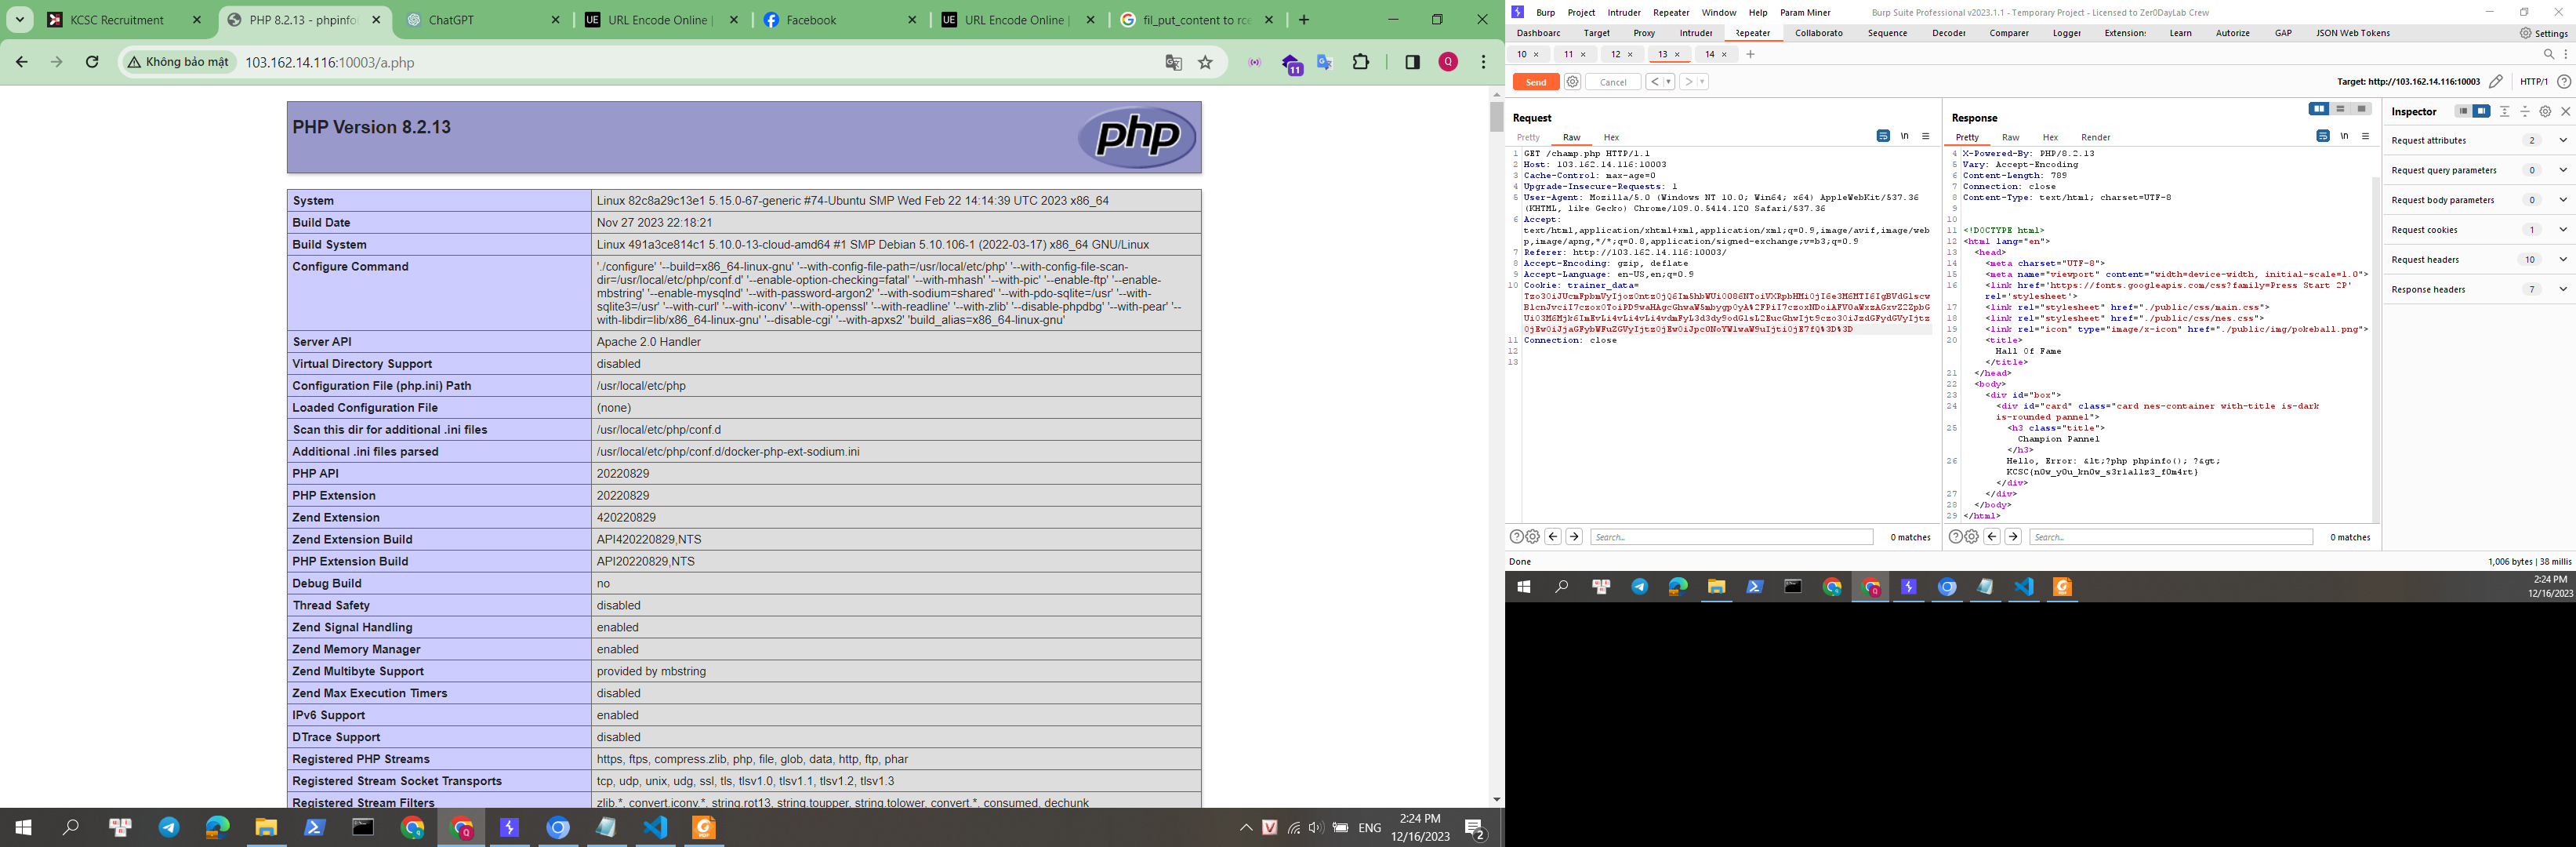 KCSC Recruitment
PHP 8.2.13 - phpinfo
ChatGPT
URL Encode Online |
Facebook
URL Encode Online |
fil_put_content to rce
Không bảo mật
103.162.14.116:10003/a.php
11
Q
PHP Version 8.2.13
php
System Linux 82c8a29c13e1 5.15.0-67-generic #74-Ubuntu SMP Wed Feb 22 14:14:39 UTC 2023 x86_64
Build Date Nov 27 2023 22:18:21
Build System Linux 491a3ce814c1 5.10.0-13-cloud-amd64 #1 SMP Debian 5.10.106-1 (2022-03-17) x86_64 GNU/Linux
Configure Command './configure' '--build=x86_64-linux-gnu' '--with-config-file-path=/usr/local/etc/php' '--with-config-file-scan-
dir=/usr/local/etc/php/conf.d' '--enable-option-checking=fatal' '--with-mhash' '--with-pic' '--enable-ftp' '--enable-
mbstring' '--enable-mysqlnd' '--with-password-argon2' '--with-sodium=shared' '--with-pdo-sqlite=/usr' '--with-
sqlite3=/usr' '--with-curl' '--with-iconv' '--with-openssl' '--with-readline' '--with-zlib' '--disable-phpdbg' '--with-pear' '--
with-libdir=lib/x86_64-linux-gnu' '--disable-cgi' '--with-apxs2' 'build_alias=x86_64-linux-gnu'
Server API Apache 2.0 Handler
Virtual Directory Support disabled
Configuration File (php.ini) Path /usr/local/etc/php
Loaded Configuration File (none)
Scan this dir for additional .ini files /usr/local/etc/php/conf.d
Additional .ini files parsed /usr/local/etc/php/conf.d/docker-php-ext-sodium.ini
PHP API 20220829
PHP Extension 20220829
Zend Extension 420220829
Zend Extension Build API420220829,NTS
PHP Extension Build API20220829,NTS
Debug Build no
Thread Safety disabled
Zend Signal Handling enabled
Zend Memory Manager enabled
Zend Multibyte Support provided by mbstring
Zend Max Execution Timers disabled
IPv6 Support enabled
DTrace Support disabled
Registered PHP Streams https, ftps, compress.zlib, php, file, glob, data, http, ftp, phar
Registered Stream Socket Transports tcp, udp, unix, udg, ssl, tls, tlsv1.0, tlsv1.1, tlsv1.2, tlsv1.3
Registered Stream Filters zlib.*, convert.iconv.*, string.rot13, string.toupper, string.tolower, convert.*, consumed, dechunk
ENG
2:24 PM
12/16/2023
2
Burp Project Intruder Repeater Window Help Param Miner Burp Suite Professional v2023.1.1 - Temporary Project - Licensed to Zer0DayLab Crew
Dashboarc Target Proxy Intruder Repeater Collaborato Sequence Decoder Comparer Logger Extension: Learn Autorize GAP JSON Web Tokens Settings
10 × 11 × 12 × 13 × 14 × +
Send Cancel Target: http://103.162.14.116:10003 HTTP/1
Request
Pretty Raw Hex
1 GET /champ.php HTTP/1.1
2 Host: 103.162.14.116:10003
3 Cache-Control: max-age=0
4 Upgrade-Insecure-Requests: 1
5 User-Agent: Mozilla/5.0 (Windows NT 10.0; Win64; x64) AppleWebKit/537.36
(KHTML, like Gecko) Chrome/109.0.5414.120 Safari/537.36
6 Accept:
text/html,application/xhtml+xml,application/xml;q=0.9,image/avif,image/web
p,image/apng,*/*;q=0.8,application/signed-exchange;v=b3;q=0.9
7 Referer: http://103.162.14.116:10003/
8 Accept-Encoding: gzip, deflate
9 Accept-Language: en-US,en;q=0.9
10 Cookie: trainer_data=
11 Connection: close
12
13
Search...
0 matches
Done
Response
Pretty Raw Hex Render
4 X-Powered-By: PHP/8.2.13
5 Vary: Accept-Encoding
6 Content-Length: 789
7 Connection: close
8 Content-Type: text/html; charset=UTF-8
9
10
11 <!DOCTYPE html>
12 <html lang="en">
13 <head>
14 <meta charset="UTF-8">
15 <meta name="viewport" content="width=device-width, initial-scale=1.0">
16 <link href='https://fonts.googleapis.com/css?family=Press Start 2P'
rel='stylesheet'>
17 <link rel="stylesheet" href="./public/css/main.css">
18 <link rel="stylesheet" href="./public/css/nes.css">
19 <link rel="icon" type="image/x-icon" href="./public/img/pokeball.png">
20 <title>
Hall Of Fame
</title>
21 </head>
22 <body>
23 <div id="box">
24 <div id="card" class="card nes-container with-title is-dark
is-rounded pannel">
25 <h3 class="title">
Champion Pannel
</h3>
26 Hello, Error: &lt;?php phpinfo(); ?&gt;
KCSC{n0w_y0u_kn0w_s3r1al1z3_f0m4rt}
</div>
27 </div>
28 </body>
29 </html>
Search...
0 matches
Inspector
Request attributes 2
Request query parameters 0
Request body parameters 0
Request cookies 1
Request headers 10
Response headers 7
1,006 bytes | 38 millis
2:24 PM
12/16/2023